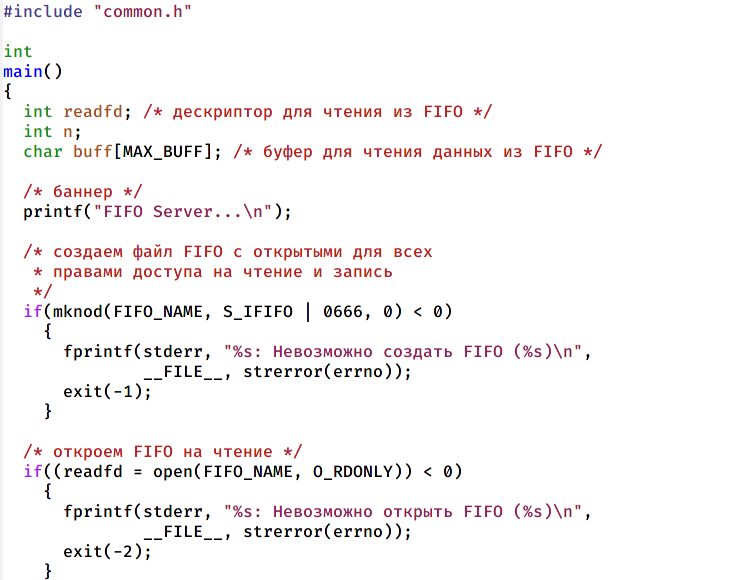 #include "common.h"
int
main()
{
int readfd; /* дескриптор для чтения из FIFO */
int n;
char buff[MAX_BUFF]; /* буфер для чтения данных из FIFO */
/* баннер */
printf("FIFO Server...\n");
/* создаем файл FIFO с открытыми для всех
* правами доступа на чтение и запись
*/
if(mknod(FIFO_NAME, S_IFIFO | 0666, 0) < 0)
{
fprintf(stderr, "%s: Невозможно создать FIFO (%s)\n",
__FILE__, strerror(errno));
exit(-1);
}
/* откроем FIFO на чтение */
if((readfd = open(FIFO_NAME, O_RDONLY)) < 0)
{
fprintf(stderr, "%s: Невозможно открыть FIFO (%s)\n",
__FILE__, strerror(errno));
exit(-2);
}